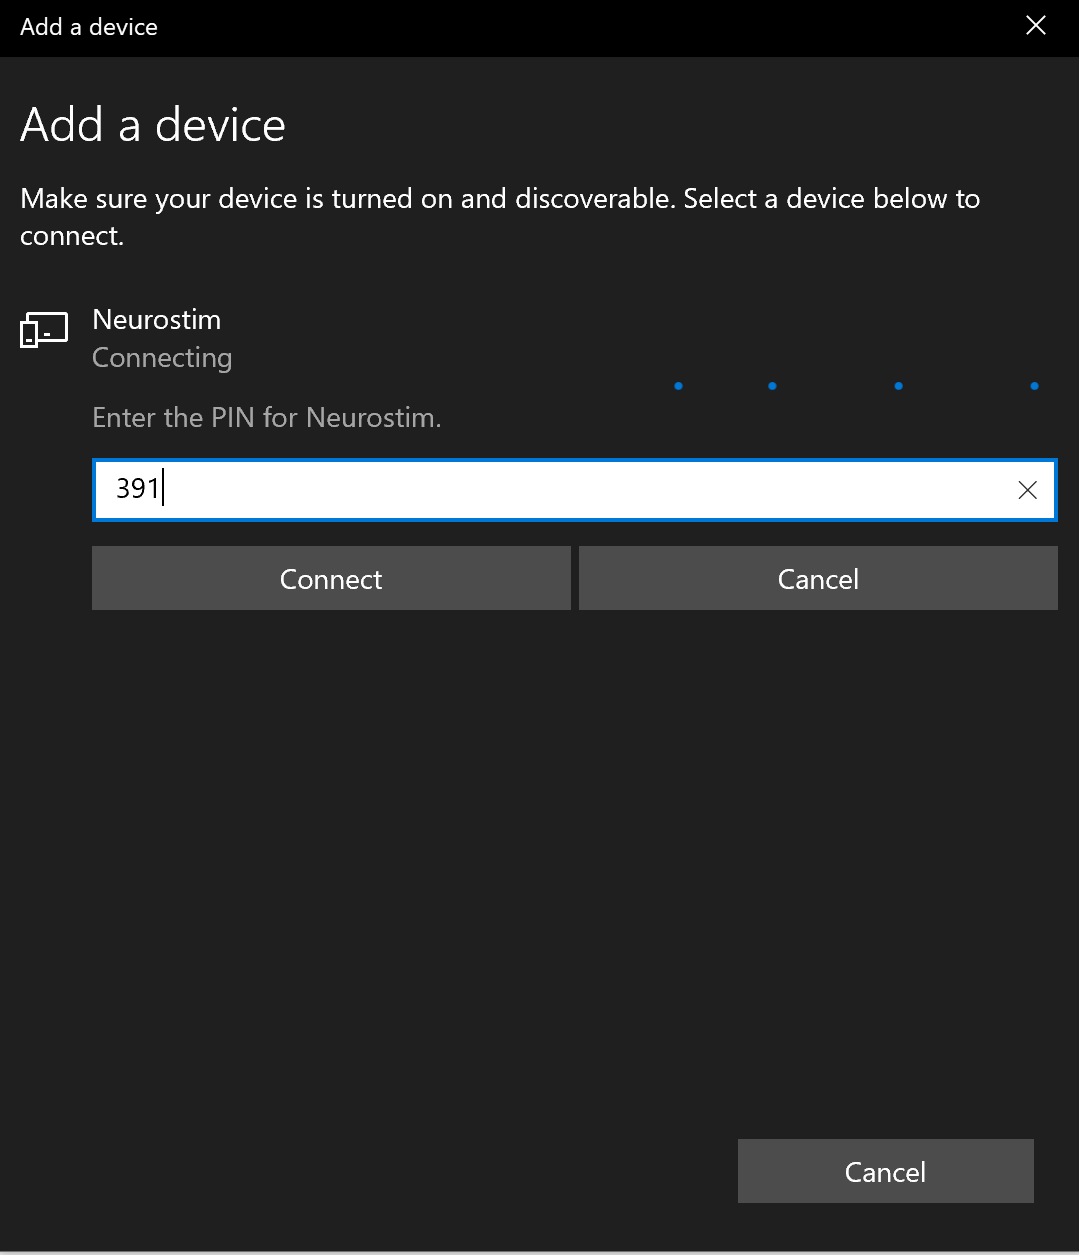 Add a device
Add a device
Make sure your device is turned on and discoverable. Select a device below to
connect.
Neurostim
Connecting
Enter the PIN for Neurostim.
391
Connect
Cancel
Cancel